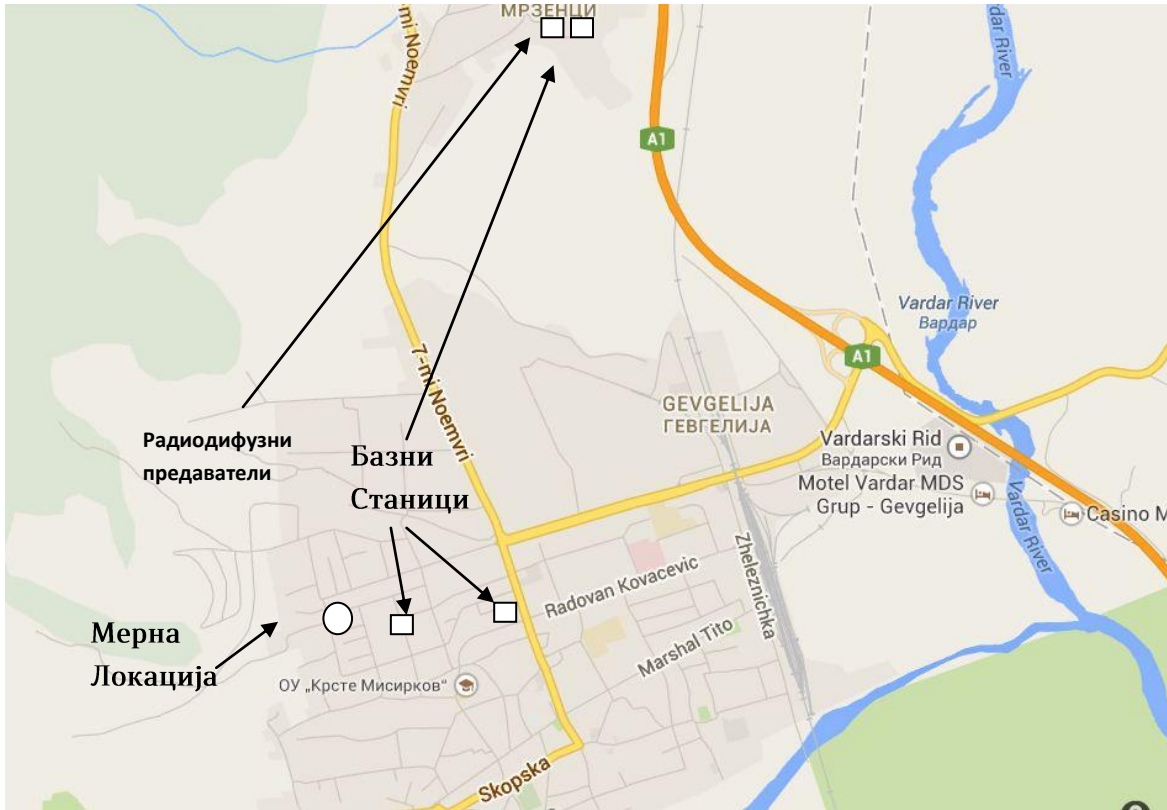 МРЗЕНЦИ
-mi Noemvri
Vardar River
A1
Vardar River
Вардар
A1
7-mi Noemvri
GEVGELIJA
ГЕВГЕЛИЈА
Радиодифузни
предаватели
Базни
Станици
Vardarski Rid
Вардарски Рид
Motel Vardar MDS
Grup - Gevgelija
Casino M
Vardar River
Zheleznichka
Radovan Kovacevic
Marshal Tito
Мерна
Локација
ОУ „Крсте Мисирков“
Skopska